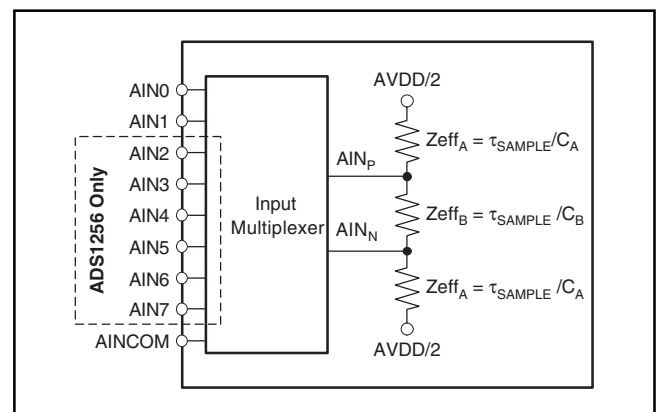 AIN0
AIN1
AIN2
AIN3
AIN4
AIN5
AIN6
AIN7
AINCOM
ADS1256 Only
Input
Multiplexer
AINP
AINN
AVDD/2
ZeffA = τSAMPLE/CA
ZeffB = τSAMPLE /CB
ZeffA = τSAMPLE /CA
AVDD/2